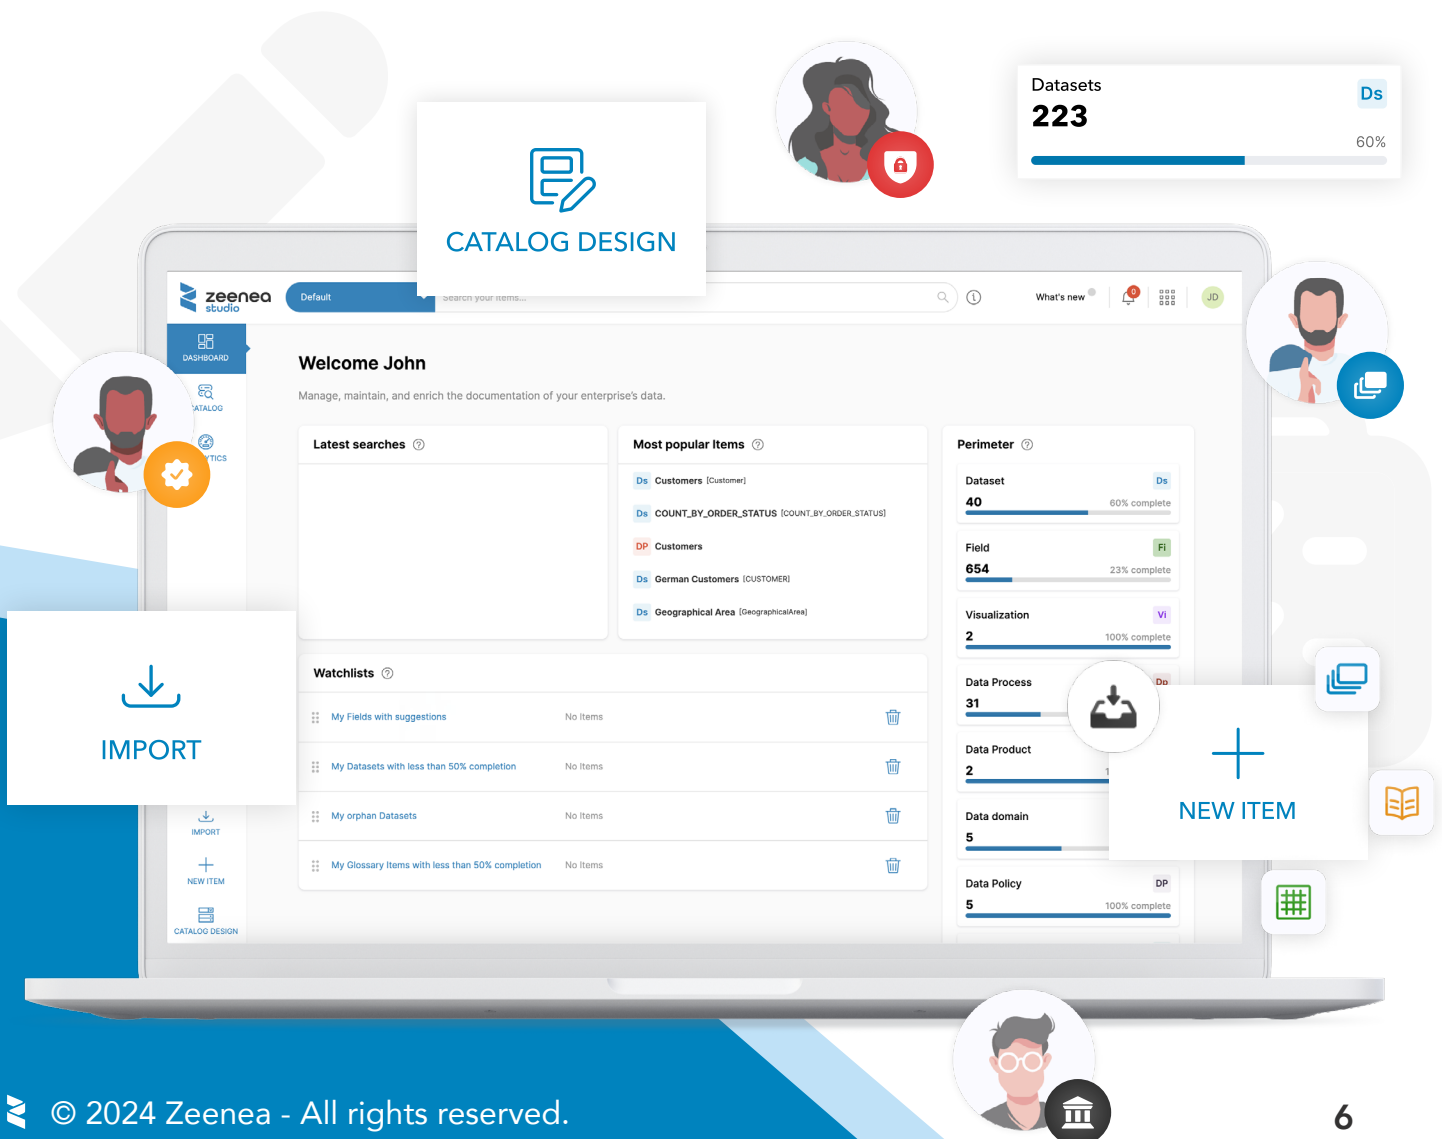 Datasets
Ds
223
60%
CATALOG DESIGN
zeenea
studio
Default
Search your items...
What's new
0
JD
DASHBOARD
Welcome John
Manage, maintain, and enrich the documentation of your enterprise's data.
CATALOG
Latest searches
Most popular Items
Perimeter
Ds Customers [Customer]
Ds COUNT_BY_ORDER_STATUS [COUNT_BY_ORDER_STATUS]
DP Customers
Ds German Customers [CUSTOMER]
Ds Geographical Area [GeographicalArea]
Dataset Ds
40 60% complete
Field Fi
654 23% complete
Visualization Vi
2 100% complete
Data Process Dp
31
Data Product
2
Data domain
5
Data Policy DP
5 100% complete
Watchlists
My Fields with suggestions No Items
My Datasets with less than 50% completion No Items
My orphan Datasets No Items
My Glossary Items with less than 50% completion No Items
IMPORT
NEW ITEM
IMPORT
NEW ITEM
CATALOG DESIGN
© 2024 Zeenea - All rights reserved.
6